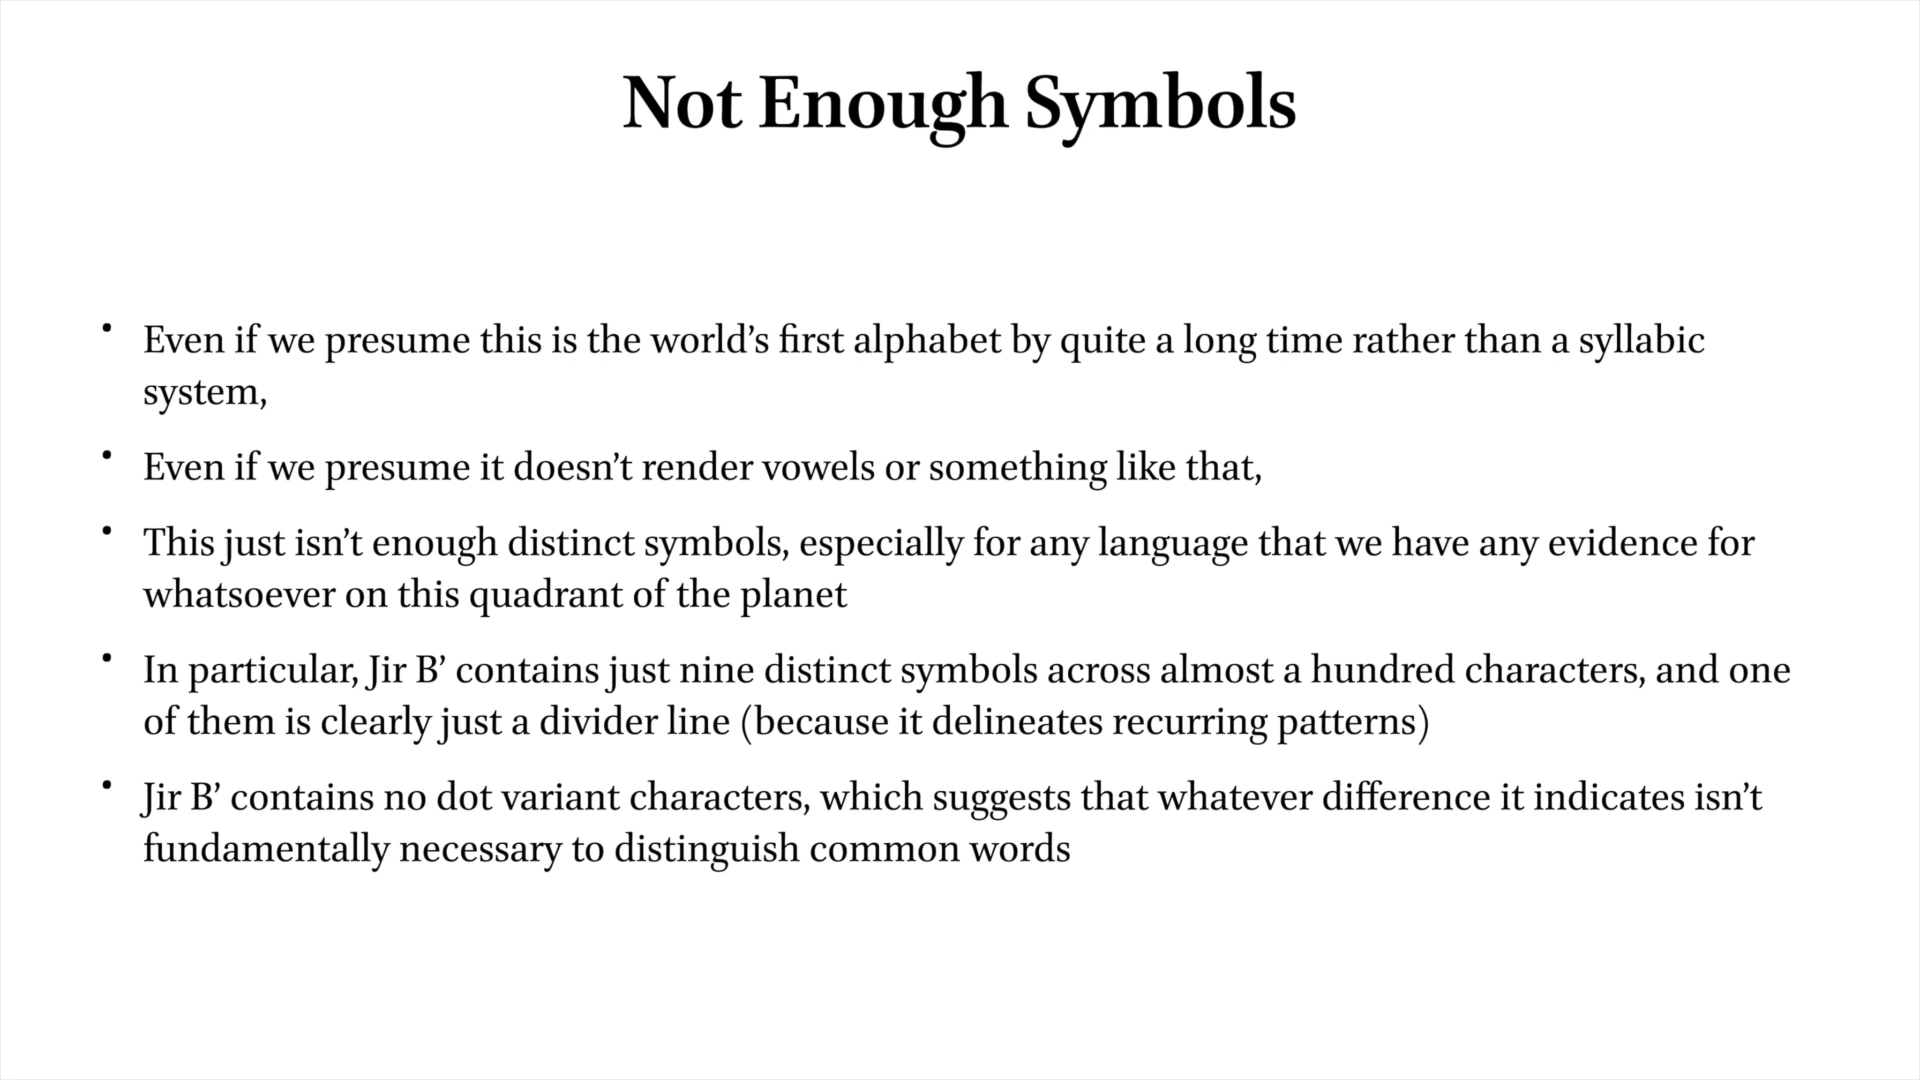 Not Enough Symbols
• Even if we presume this is the world’s first alphabet by quite a long time rather than a syllabic
system,
• Even if we presume it doesn’t render vowels or something like that,
• This just isn’t enough distinct symbols, especially for any language that we have any evidence for
whatsoever on this quadrant of the planet
• In particular, Jir B’ contains just nine distinct symbols across almost a hundred characters, and one
of them is clearly just a divider line (because it delineates recurring patterns)
• Jir B’ contains no dot variant characters, which suggests that whatever difference it indicates isn’t
fundamentally necessary to distinguish common words